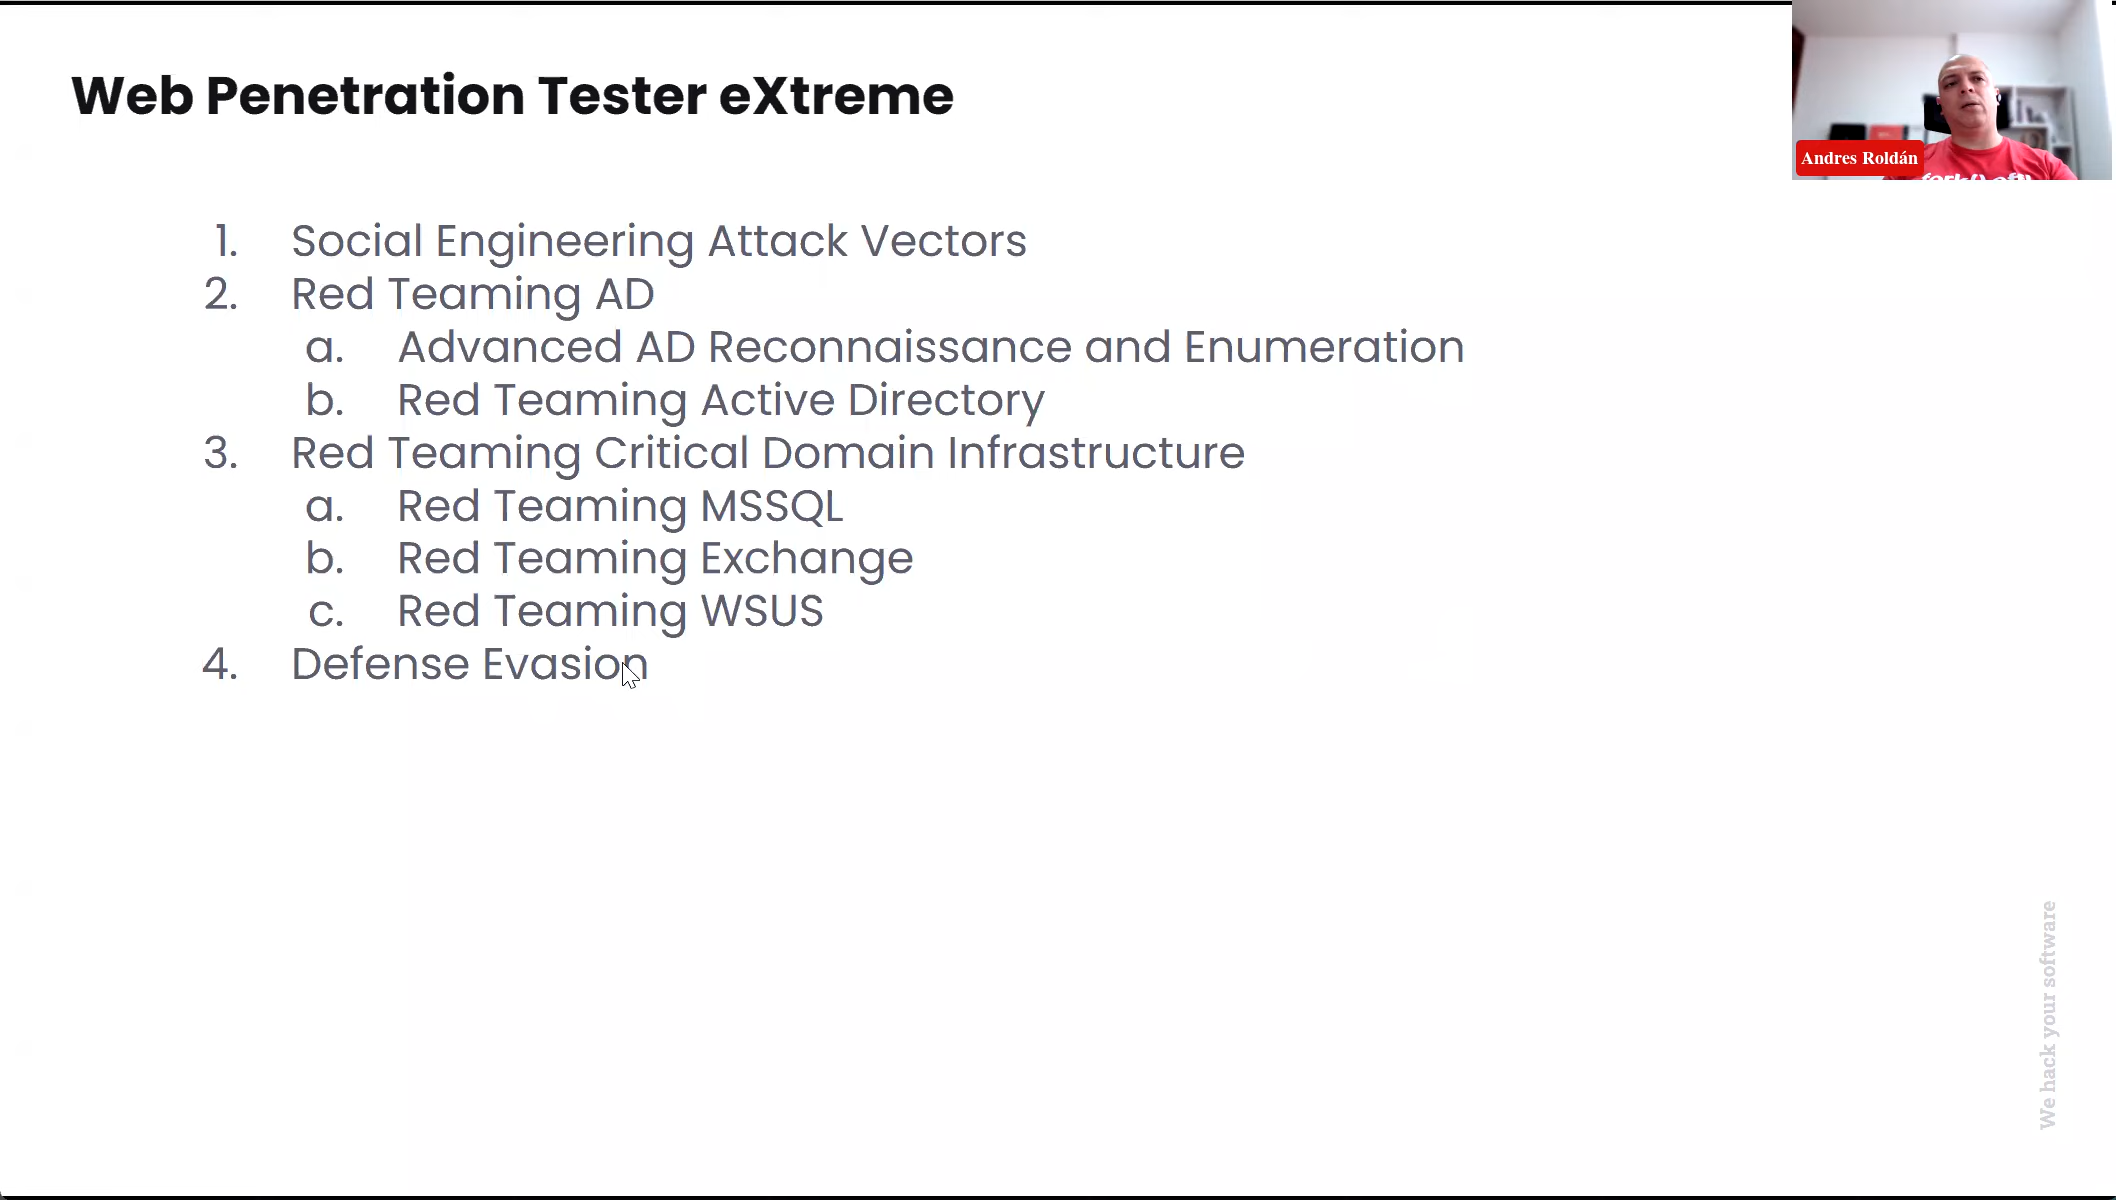 Web Penetration Tester eXtreme
Andres Roldán
1. Social Engineering Attack Vectors
2. Red Teaming AD
a. Advanced AD Reconnaissance and Enumeration
b. Red Teaming Active Directory
3. Red Teaming Critical Domain Infrastructure
a. Red Teaming MSSQL
b. Red Teaming Exchange
c. Red Teaming WSUS
4. Defense Evasion
We hack your software